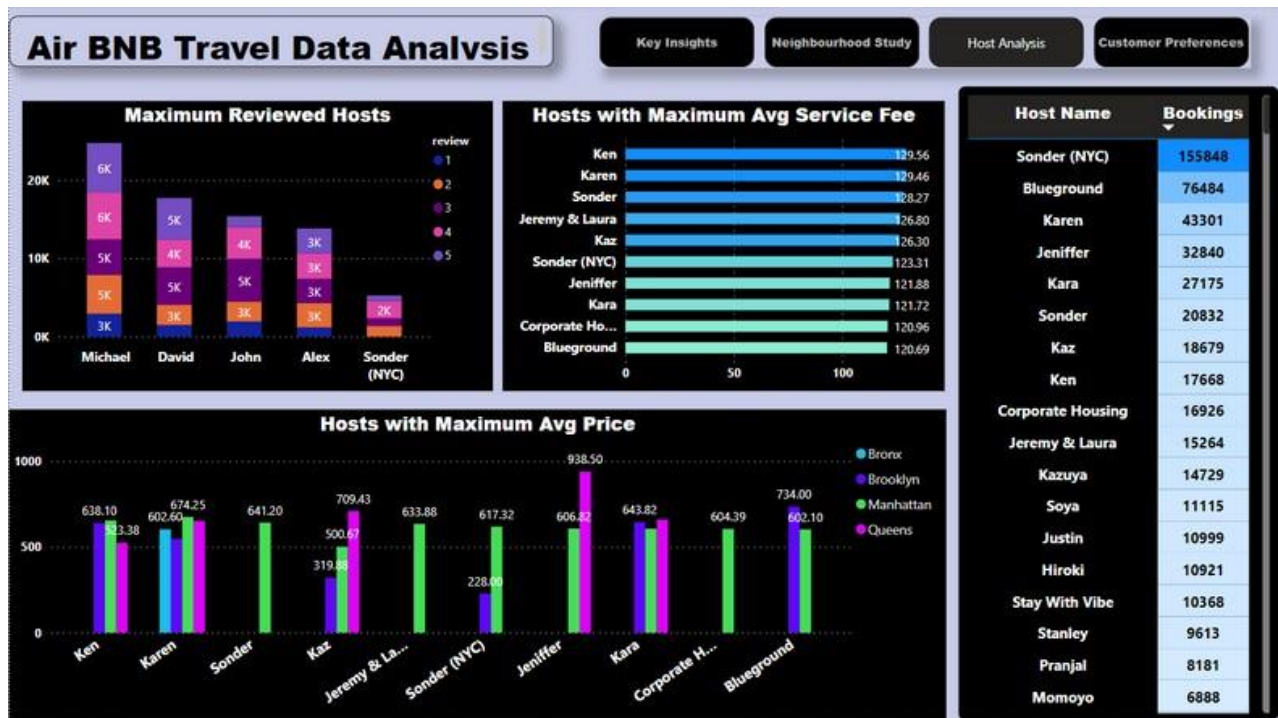 Air BNB Travel Data Analysis
Key Insights
Neighbourhood Study
Host Analysis
Customer Preferences
Maximum Reviewed Hosts
review
1
2
3
4
5
20K
10K
0K
6K
6K
5K
5K
3K
5K
4K
5K
3K
4K
5K
3K
3K
3K
3K
3K
2K
Michael
David
John
Alex
Sonder
(NYC)
Hosts with Maximum Avg Service Fee
Ken 129.56
Karen 129.46
Sonder 128.27
Jeremy & Laura 126.80
Kaz 126.30
Sonder (NYC) 123.31
Jeniffer 121.88
Kara 121.72
Corporate Ho... 120.96
Blueground 120.69
0 50 100
Hosts with Maximum Avg Price
Bronx
Brooklyn
Manhattan
Queens
1000
500
0
638.10
523.38
602.60
674.25
641.20
319.88
500.67
709.43
633.88
228.00
617.32
606.82
938.50
643.82
604.39
734.00
602.10
Ken
Karen
Sonder
Kaz
Jeremy & La...
Sonder (NYC)
Jeniffer
Kara
Corporate H...
Blueground
Host Name Bookings
Sonder (NYC) 155848
Blueground 76484
Karen 43301
Jeniffer 32840
Kara 27175
Sonder 20832
Kaz 18679
Ken 17668
Corporate Housing 16926
Jeremy & Laura 15264
Kazuya 14729
Soya 11115
Justin 10999
Hiroki 10921
Stay With Vibe 10368
Stanley 9613
Pranjal 8181
Momoyo 6888